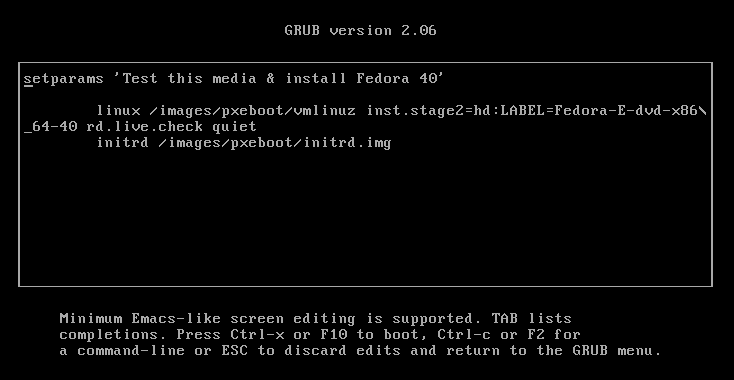 GRUB version 2.06
setparams 'Test this media & install Fedora 40'
linux /images/pxeboot/vmlinuz inst.stage2=hd:LABEL=Fedora-E-dvd-x86\
_64-40 rd.live.check quiet
initrd /images/pxeboot/initrd.img
Minimum Emacs-like screen editing is supported. TAB lists
completions. Press Ctrl-x or F10 to boot, Ctrl-c or F2 for
a command-line or ESC to discard edits and return to the GRUB menu.